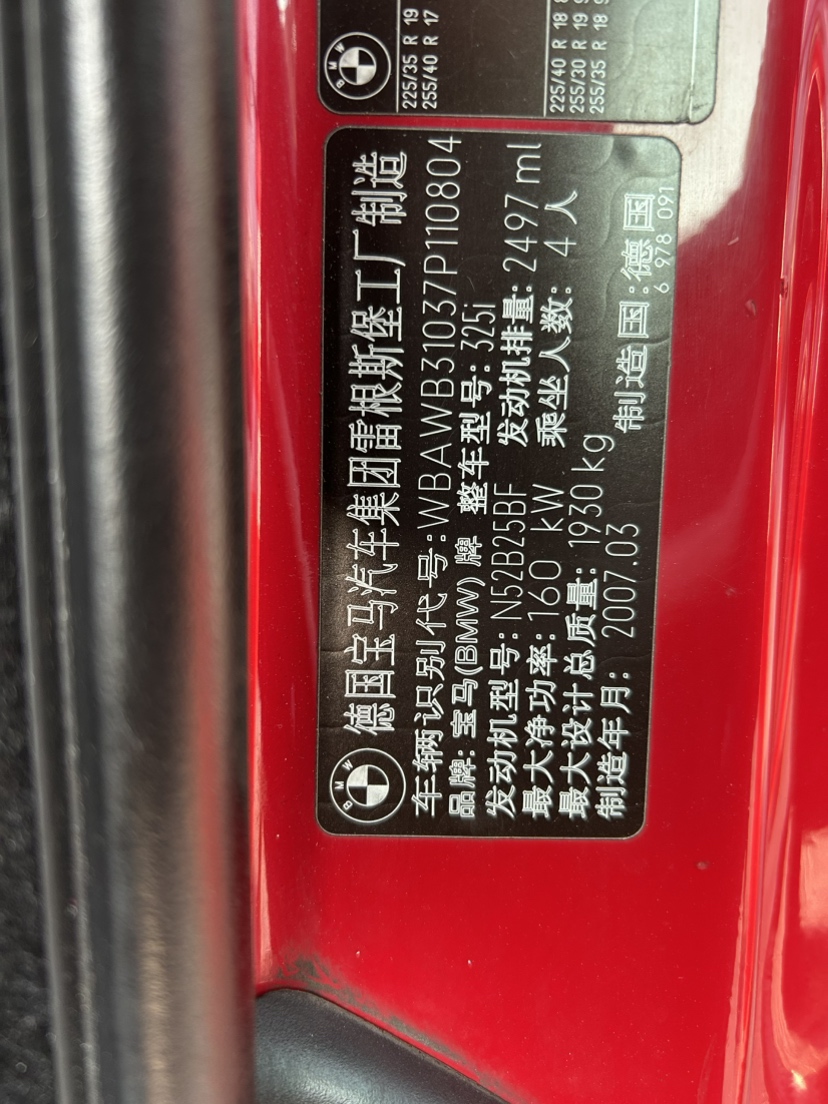 德国宝马汽车集团雷根斯堡工厂制造
车辆识别代号:WBAWB31037P110804
品牌: 宝马(BMW) 牌 整车型号: 325i
发动机型号: N52B25BF 发动机排量: 2497 ml
最大净功率: 160 kW 乘坐人数: 4 人
最大设计总质量: 1930 kg
制造年月: 2007.03 制造国:德国
6 978 091
BMW
BMW
225/35 R 19
255/40 R 17
225/40 R 18
255/30 R 19
255/35 R 18